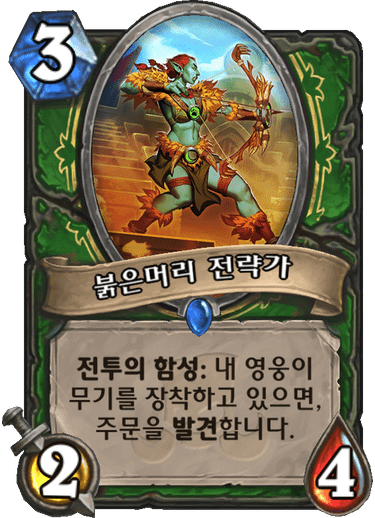 3
붉은머리 전략가
전투의 함성: 내 영웅이
무기를 장착하고 있으면,
주문을 발견합니다.
2
4